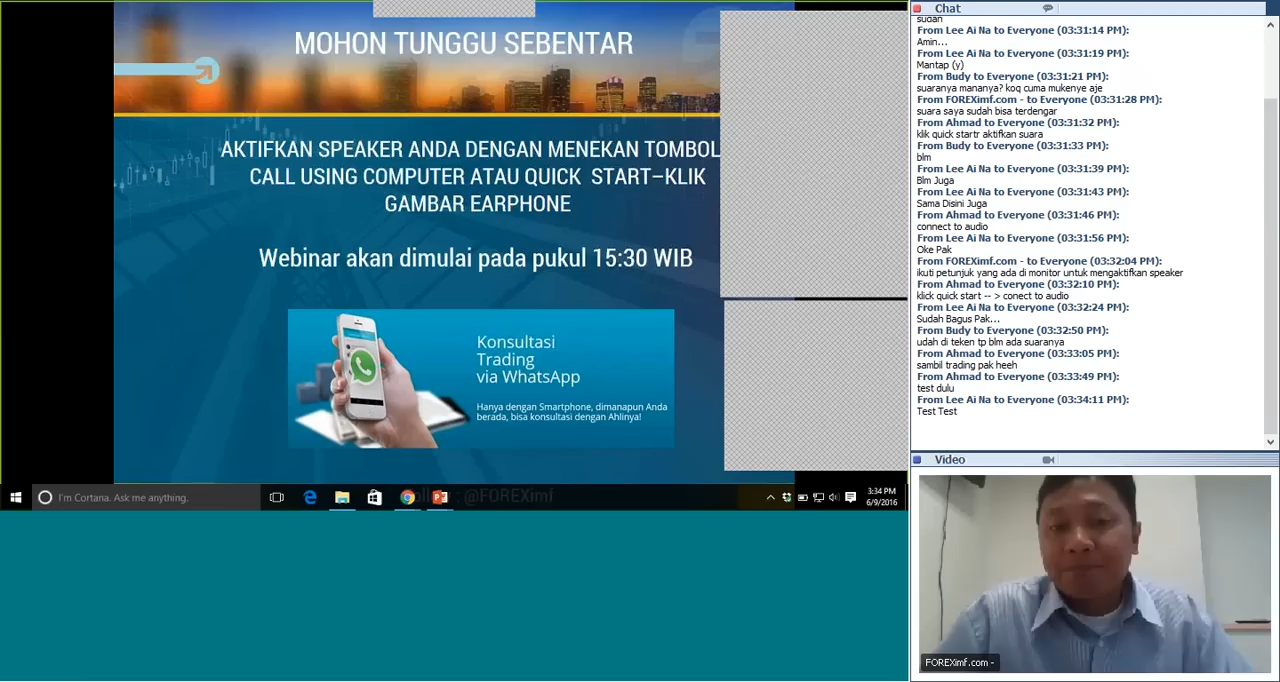 MOHON TUNGGU SEBENTAR
AKTIFKAN SPEAKER ANDA DENGAN MENEKAN TOMBOL
CALL USING COMPUTER ATAU QUICK START–KLIK
GAMBAR EARPHONE
Webinar akan dimulai pada pukul 15:30 WIB
Konsultasi
Trading
via WhatsApp
Hanya dengan Smartphone, dimanapun Anda
berada, bisa konsultasi dengan Ahlinya!
: @FOREXimf
I'm Cortana. Ask me anything.
3:34 PM
6/9/2016
Chat
sudah
From Lee Ai Na to Everyone (03:31:14 PM):
Amin...
From Lee Ai Na to Everyone (03:31:19 PM):
Mantap (y)
From Budy to Everyone (03:31:21 PM):
suaranya mananya? koq cuma mukenye aje
From FOREXimf.com - to Everyone (03:31:28 PM):
suara saya sudah bisa terdengar
From Ahmad to Everyone (03:31:32 PM):
klik quick startr aktifkan suara
From Budy to Everyone (03:31:33 PM):
blm
From Lee Ai Na to Everyone (03:31:39 PM):
Blm Juga
From Lee Ai Na to Everyone (03:31:43 PM):
Sama Disini Juga
From Ahmad to Everyone (03:31:46 PM):
connect to audio
From Lee Ai Na to Everyone (03:31:56 PM):
Oke Pak
From FOREXimf.com - to Everyone (03:32:04 PM):
ikuti petunjuk yang ada di monitor untuk mengaktifkan speaker
From Ahmad to Everyone (03:32:10 PM):
klick quick start -- > conect to audio
From Lee Ai Na to Everyone (03:32:24 PM):
Sudah Bagus Pak...
From Budy to Everyone (03:32:50 PM):
udah di teken tp blm ada suaranya
From Ahmad to Everyone (03:33:05 PM):
sambil trading pak heeh
From Ahmad to Everyone (03:33:49 PM):
test dulu
From Lee Ai Na to Everyone (03:34:11 PM):
Test Test
Video
FOREXimf.com -